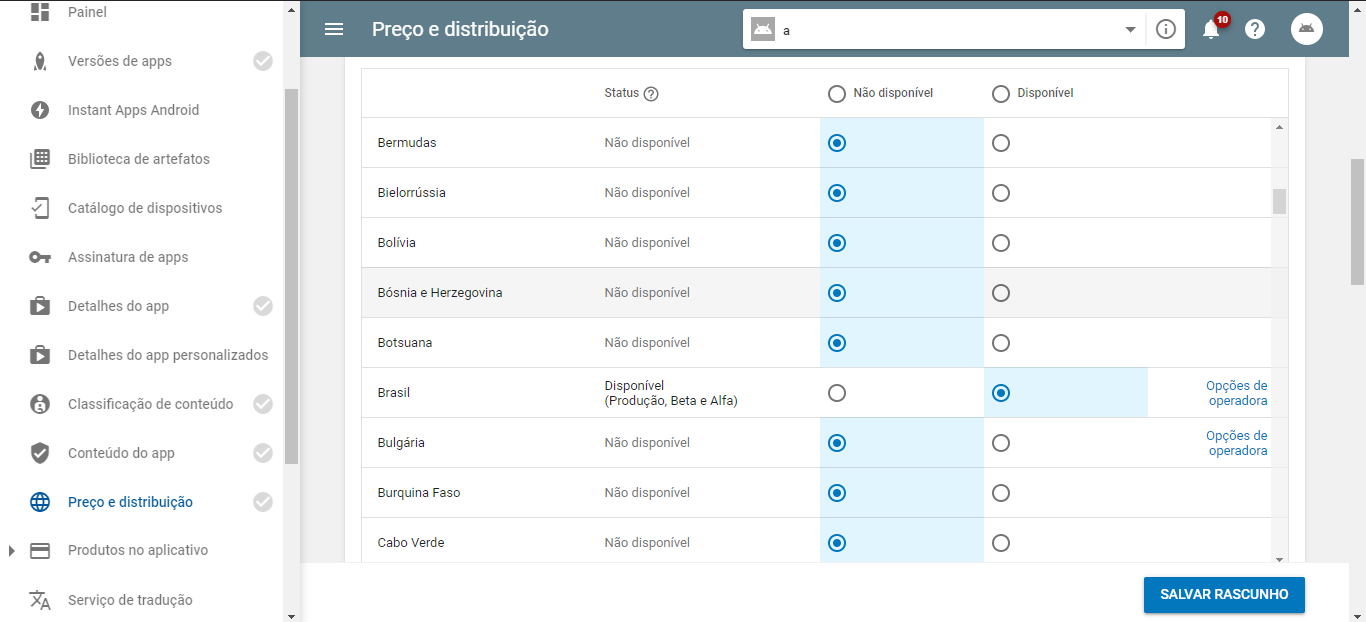 Painel
Versões de apps
Instant Apps Android
Biblioteca de artefatos
Catálogo de dispositivos
Assinatura de apps
Detalhes do app
Detalhes do app personalizados
Classificação de conteúdo
Conteúdo do app
Preço e distribuição
Produtos no aplicativo
Serviço de tradução
Preço e distribuição
a
10
Status
Não disponível
Disponível
Bermudas
Não disponível
Bielorrússia
Não disponível
Bolívia
Não disponível
Bósnia e Herzegovina
Não disponível
Botsuana
Não disponível
Brasil
Disponível
(Produção, Beta e Alfa)
Opções de
operadora
Bulgária
Não disponível
Opções de
operadora
Burquina Faso
Não disponível
Cabo Verde
Não disponível
SALVAR RASCUNHO